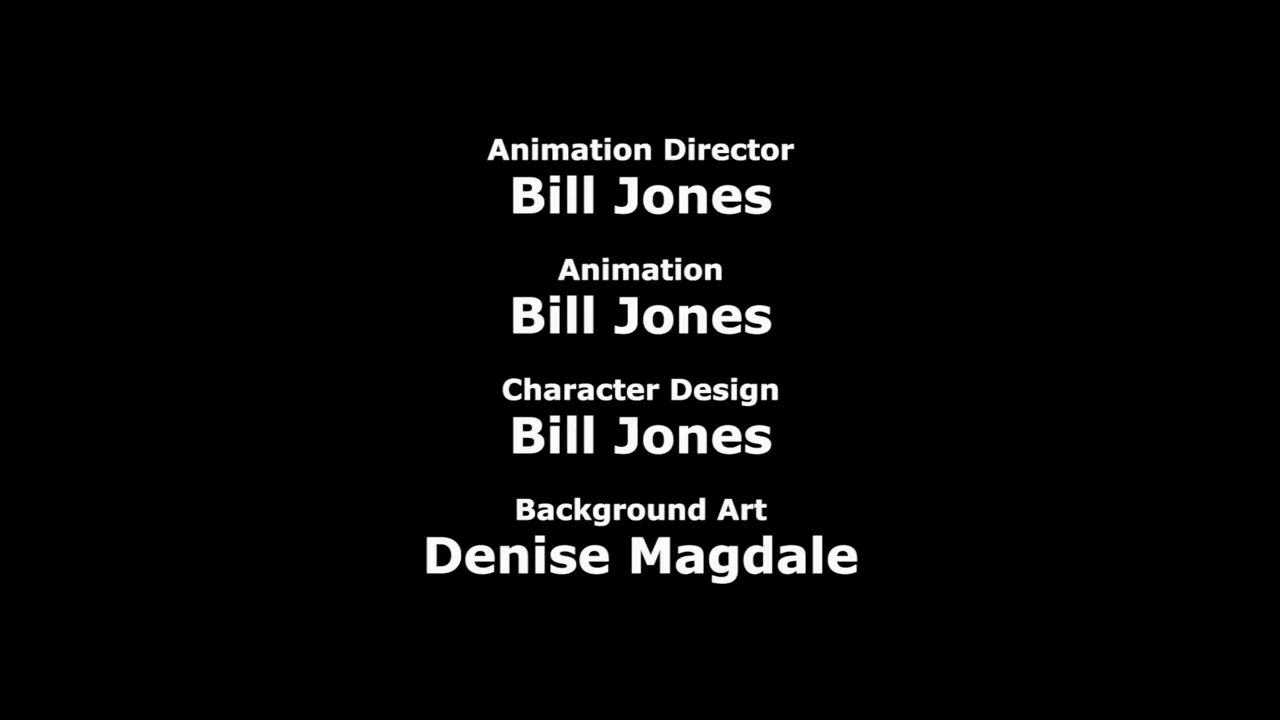 Animation Director
Bill Jones
Animation
Bill Jones
Character Design
Bill Jones
Background Art
Denise Magdale